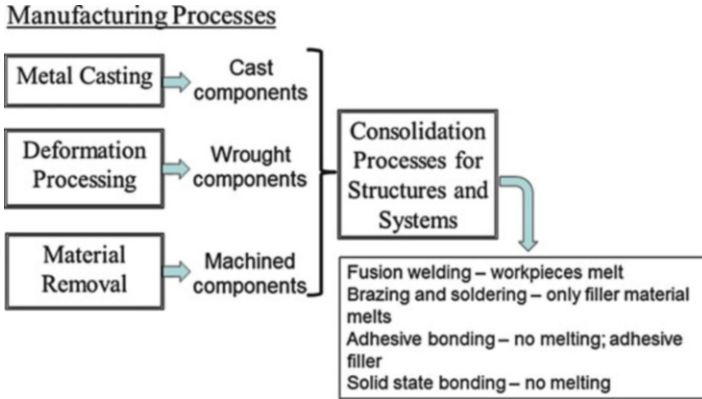 Manufacturing Processes
Metal Casting
Cast
components
Deformation
Processing
Wrought
components
Material
Removal
Machined
components
Consolidation
Processes for
Structures and
Systems
Fusion welding – workpieces melt
Brazing and soldering – only filler material
melts
Adhesive bonding – no melting; adhesive
filler
Solid state bonding – no melting